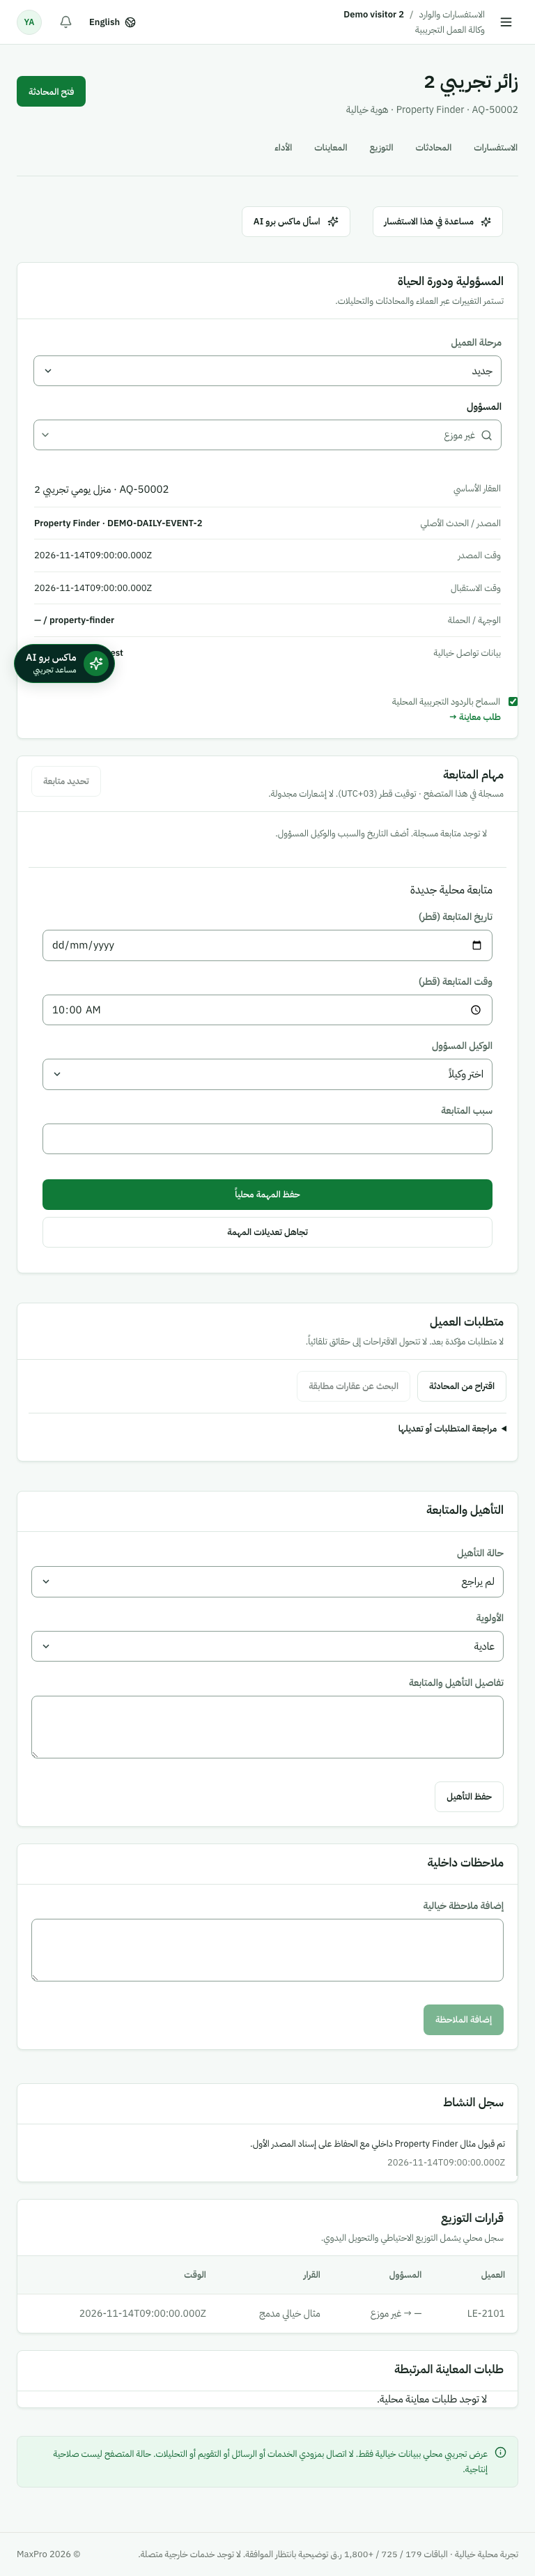 الاستفسارات والوارد / Demo visitor 2
وكالة العمل التجريبية
English
YA
زائر تجريبي 2
Property Finder · AQ-50002 · هوية خيالية
فتح المحادثة
الاستفسارات
المحادثات
التوزيع
المعاينات
الأداء
مساعدة في هذا الاستفسار
اسأل ماكس برو AI
المسؤولية ودورة الحياة
تستمر التغييرات عبر العملاء والمحادثات والتحليلات.
مرحلة العميل
جديد
المسؤول
غير موزع
العقار الأساسي
AQ-50002 · منزل يومي تجريبي 2
المصدر / الحدث الأصلي
Property Finder · DEMO-DAILY-EVENT-2
وقت المصدر
2026-11-14T09:00:00.000Z
وقت الاستقبال
2026-11-14T09:00:00.000Z
الوجهة / الحملة
— / property-finder
بيانات تواصل خيالية
est
ماكس برو AI
مساعد تجريبي
السماح بالردود التجريبية المحلية
طلب معاينة →
مهام المتابعة
مسجلة في هذا المتصفح · توقيت قطر (UTC+03). لا إشعارات مجدولة.
تحديد متابعة
لا توجد متابعة مسجلة. أضف التاريخ والسبب والوكيل المسؤول.
متابعة محلية جديدة
تاريخ المتابعة (قطر)
dd/mm/yyyy
وقت المتابعة (قطر)
10:00 AM
الوكيل المسؤول
اختر وكيلاً
سبب المتابعة
حفظ المهمة محلياً
تجاهل تعديلات المهمة
متطلبات العميل
لا متطلبات مؤكدة بعد. لا تتحول الاقتراحات إلى حقائق تلقائياً.
اقتراح من المحادثة
البحث عن عقارات مطابقة
مراجعة المتطلبات أو تعديلها
التأهيل والمتابعة
حالة التأهيل
لم يراجع
الأولوية
عادية
تفاصيل التأهيل والمتابعة
حفظ التأهيل
ملاحظات داخلية
إضافة ملاحظة خيالية
إضافة الملاحظة
سجل النشاط
تم قبول مثال Property Finder داخلي مع الحفاظ على إسناد المصدر الأول.
2026-11-14T09:00:00.000Z
قرارات التوزيع
سجل محلي يشمل التوزيع الاحتياطي والتحويل اليدوي.
العميل
المسؤول
القرار
الوقت
LE-2101
— → غير موزع
مثال خيالي مدمج
2026-11-14T09:00:00.000Z
طلبات المعاينة المرتبطة
لا توجد طلبات معاينة محلية.
عرض تجريبي محلي ببيانات خيالية فقط. لا اتصال بمزودي الخدمات أو الرسائل أو التقويم أو التحليلات. حالة المتصفح ليست صلاحية
إنتاجية.
تجربة محلية خيالية · الباقات 179 / 725 / +1,800 ر.ق توضيحية بانتظار الموافقة. لا توجد خدمات خارجية متصلة.
© 2026 MaxPro